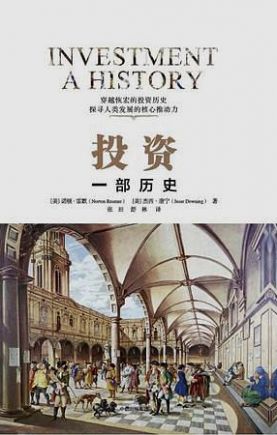 INVESTMENT
A HISTORY
穿越恢宏的投资历史
探寻人类发展的核心推动力
投资
一部历史
[美] 诺顿·雷默 (Norton Reamer) [美] 杰西·唐宁 (Jesse Downing) 著
张田 舒林 译